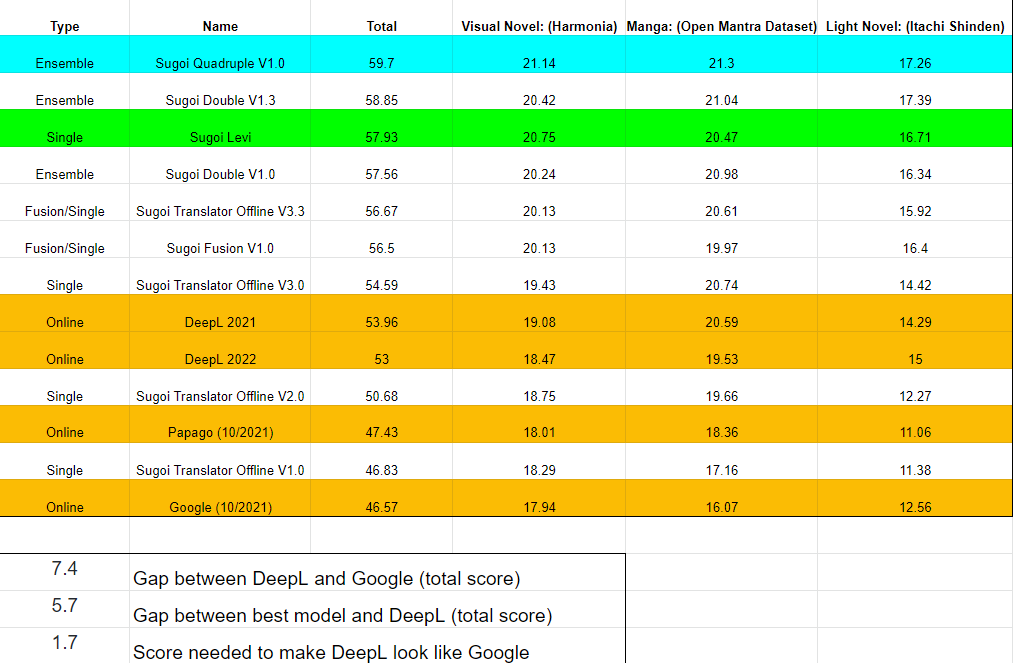 Type Name Total Visual Novel: (Harmonia) Manga: (Open Mantra Dataset) Light Novel: (Itachi Shinden)
Ensemble Sugoi Quadruple V1.0 59.7 21.14 21.3 17.26
Ensemble Sugoi Double V1.3 58.85 20.42 21.04 17.39
Single Sugoi Levi 57.93 20.75 20.47 16.71
Ensemble Sugoi Double V1.0 57.56 20.24 20.98 16.34
Fusion/Single Sugoi Translator Offline V3.3 56.67 20.13 20.61 15.92
Fusion/Single Sugoi Fusion V1.0 56.5 20.13 19.97 16.4
Single Sugoi Translator Offline V3.0 54.59 19.43 20.74 14.42
Online DeepL 2021 53.96 19.08 20.59 14.29
Online DeepL 2022 53 18.47 19.53 15
Single Sugoi Translator Offline V2.0 50.68 18.75 19.66 12.27
Online Papago (10/2021) 47.43 18.01 18.36 11.06
Single Sugoi Translator Offline V1.0 46.83 18.29 17.16 11.38
Online Google (10/2021) 46.57 17.94 16.07 12.56
7.4 Gap between DeepL and Google (total score)
5.7 Gap between best model and DeepL (total score)
1.7 Score needed to make DeepL look like Google